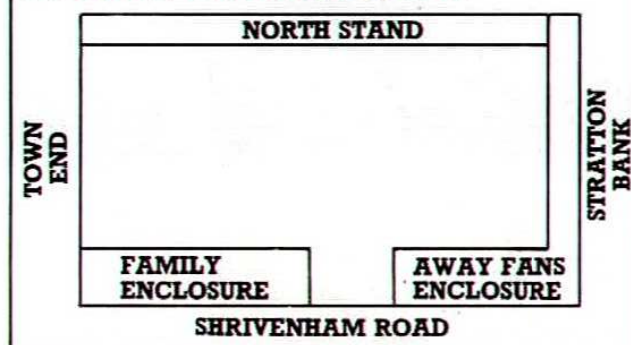 NORTH STAND
TOWN
END
STRATTON
BANK
FAMILY
ENCLOSURE
AWAY FANS
ENCLOSURE
SHRIVENHAM ROAD